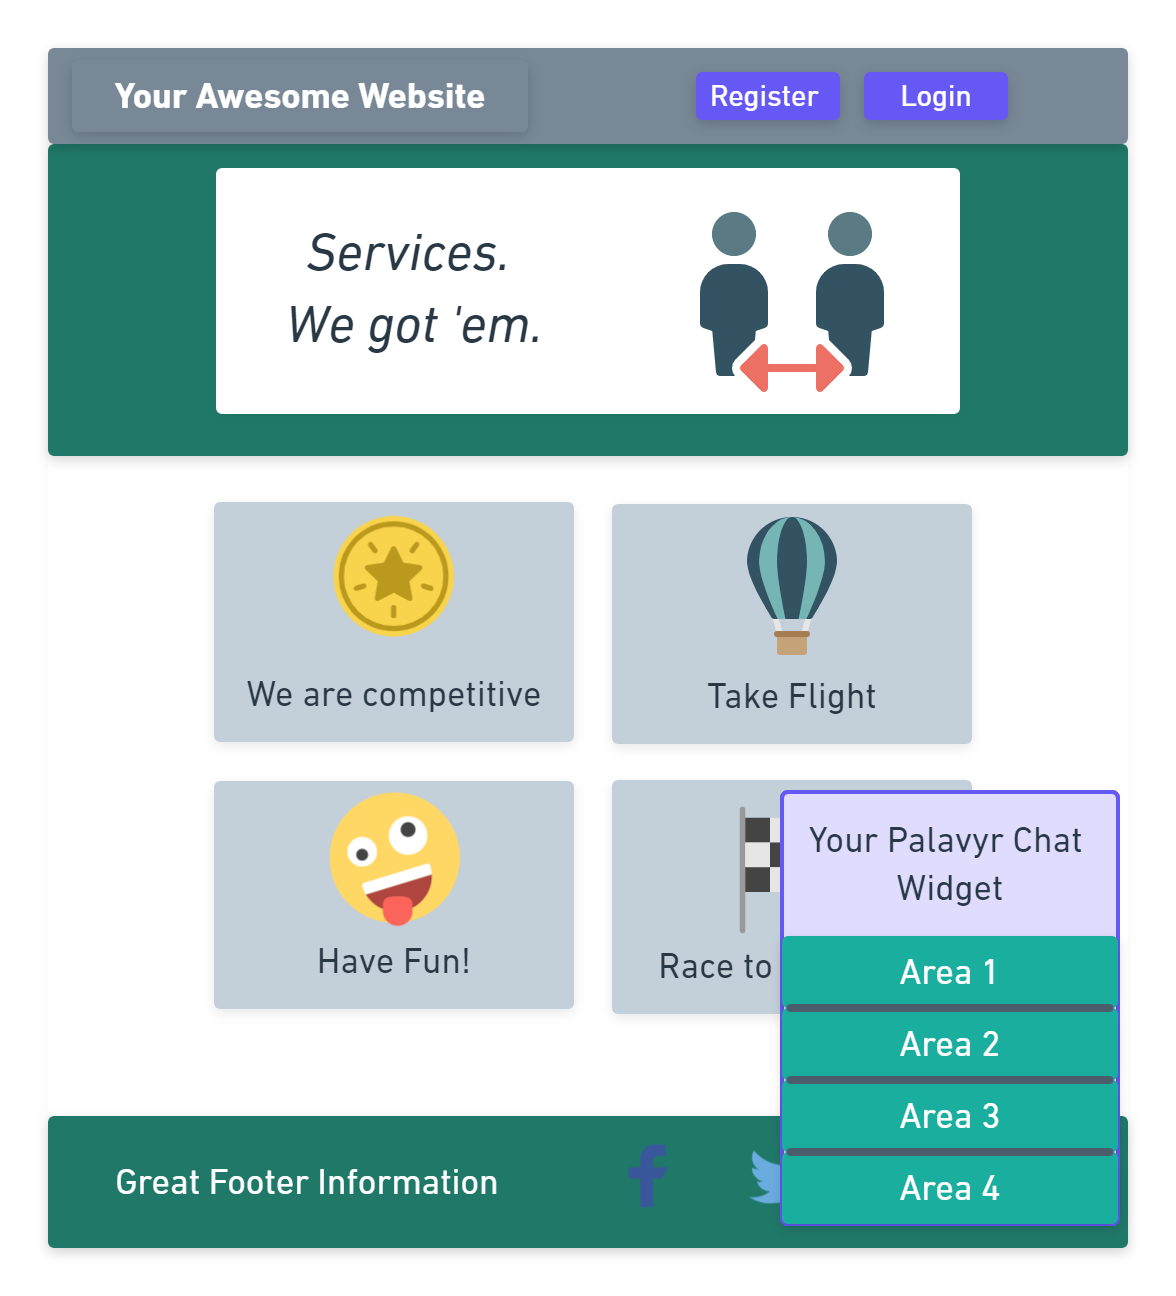 Your Awesome Website
Register
Login
Services.
We got 'em.
We are competitive
Take Flight
Have Fun!
Race to
Your Palavyr Chat
Widget
Area 1
Area 2
Area 3
Area 4
Great Footer Information